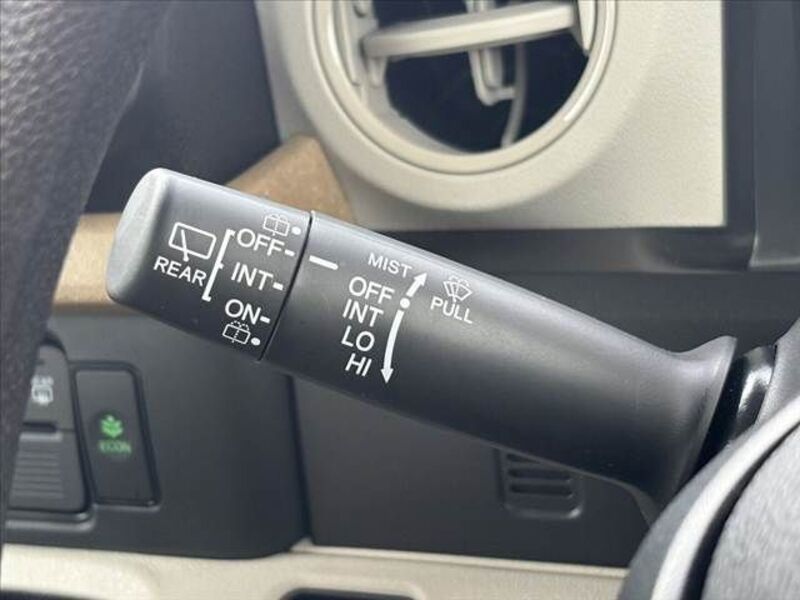 REAR
OFF
INT
ON
MIST
OFF
INT
LO
HI
PULL
ECON